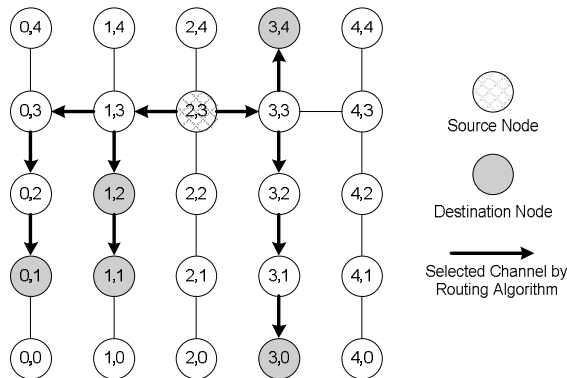 0,4 1,4 2,4 3,4 4,4
0,3 1,3 2,3 3,3 4,3
0,2 1,2 2,2 3,2 4,2
0,1 1,1 2,1 3,1 4,1
0,0 1,0 2,0 3,0 4,0
Source Node
Destination Node
Selected Channel by
Routing Algorithm